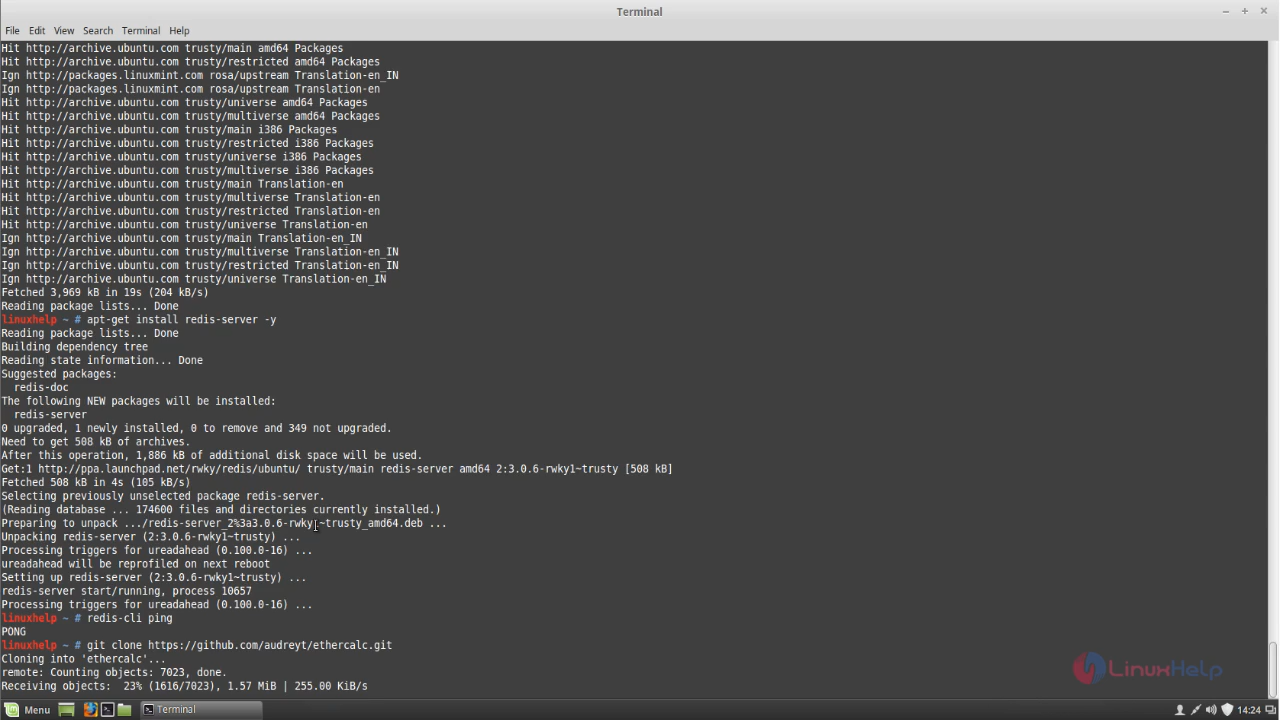 Terminal
File Edit View Search Terminal Help
Hit http://archive.ubuntu.com trusty/main amd64 Packages
Hit http://archive.ubuntu.com trusty/restricted amd64 Packages
Ign http://packages.linuxmint.com rosa/upstream Translation-en_IN
Ign http://packages.linuxmint.com rosa/upstream Translation-en
Hit http://archive.ubuntu.com trusty/universe amd64 Packages
Hit http://archive.ubuntu.com trusty/multiverse amd64 Packages
Hit http://archive.ubuntu.com trusty/main i386 Packages
Hit http://archive.ubuntu.com trusty/restricted i386 Packages
Hit http://archive.ubuntu.com trusty/universe i386 Packages
Hit http://archive.ubuntu.com trusty/multiverse i386 Packages
Hit http://archive.ubuntu.com trusty/main Translation-en
Hit http://archive.ubuntu.com trusty/multiverse Translation-en
Hit http://archive.ubuntu.com trusty/restricted Translation-en
Hit http://archive.ubuntu.com trusty/universe Translation-en
Ign http://archive.ubuntu.com trusty/main Translation-en_IN
Ign http://archive.ubuntu.com trusty/multiverse Translation-en_IN
Ign http://archive.ubuntu.com trusty/restricted Translation-en_IN
Ign http://archive.ubuntu.com trusty/universe Translation-en_IN
Fetched 3,969 kB in 19s (204 kB/s)
Reading package lists... Done
linuxhelp ~ # apt-get install redis-server -y
Reading package lists... Done
Building dependency tree
Reading state information... Done
Suggested packages:
redis-doc
The following NEW packages will be installed:
redis-server
0 upgraded, 1 newly installed, 0 to remove and 349 not upgraded.
Need to get 508 kB of archives.
After this operation, 1,886 kB of additional disk space will be used.
Get:1 http://ppa.launchpad.net/rwky/redis/ubuntu/ trusty/main redis-server amd64 2:3.0.6-rwky1~trusty [508 kB]
Fetched 508 kB in 4s (105 kB/s)
Selecting previously unselected package redis-server.
(Reading database ... 174600 files and directories currently installed.)
Preparing to unpack .../redis-server_2%3a3.0.6-rwky1~trusty_amd64.deb ...
Unpacking redis-server (2:3.0.6-rwky1~trusty) ...
Processing triggers for ureadahead (0.100.0-16) ...
ureadahead will be reprofiled on next reboot
Setting up redis-server (2:3.0.6-rwky1~trusty) ...
redis-server start/running, process 10657
Processing triggers for ureadahead (0.100.0-16) ...
linuxhelp ~ # redis-cli ping
PONG
linuxhelp ~ # git clone https://github.com/audreyt/ethercalc.git
Cloning into 'ethercalc'...
remote: Counting objects: 7023, done.
Receiving objects:  23% (1616/7023), 1.57 MiB | 255.00 KiB/s
LinuxHelp
Menu Terminal 14:24